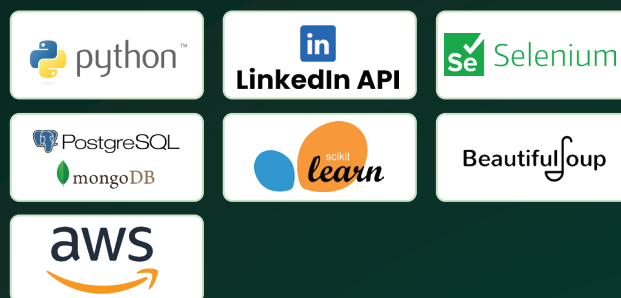 python™
in
LinkedIn API
Se Selenium
PostgreSQL
mongoDB
scikit
learn
BeautifulSoup
aws